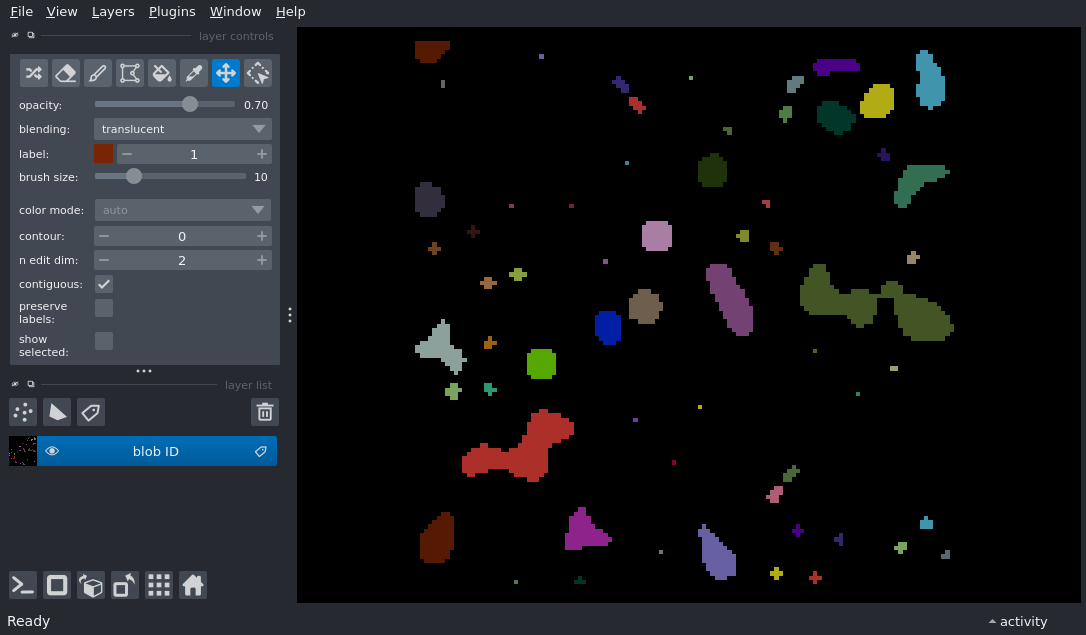 File View Layers Plugins Window Help
layer controls
opacity: 0.70
blending: translucent
label: 1
brush size: 10
color mode: auto
contour: 0
n edit dim: 2
contiguous:
preserve
labels:
show
selected:
layer list
blob ID
Ready activity